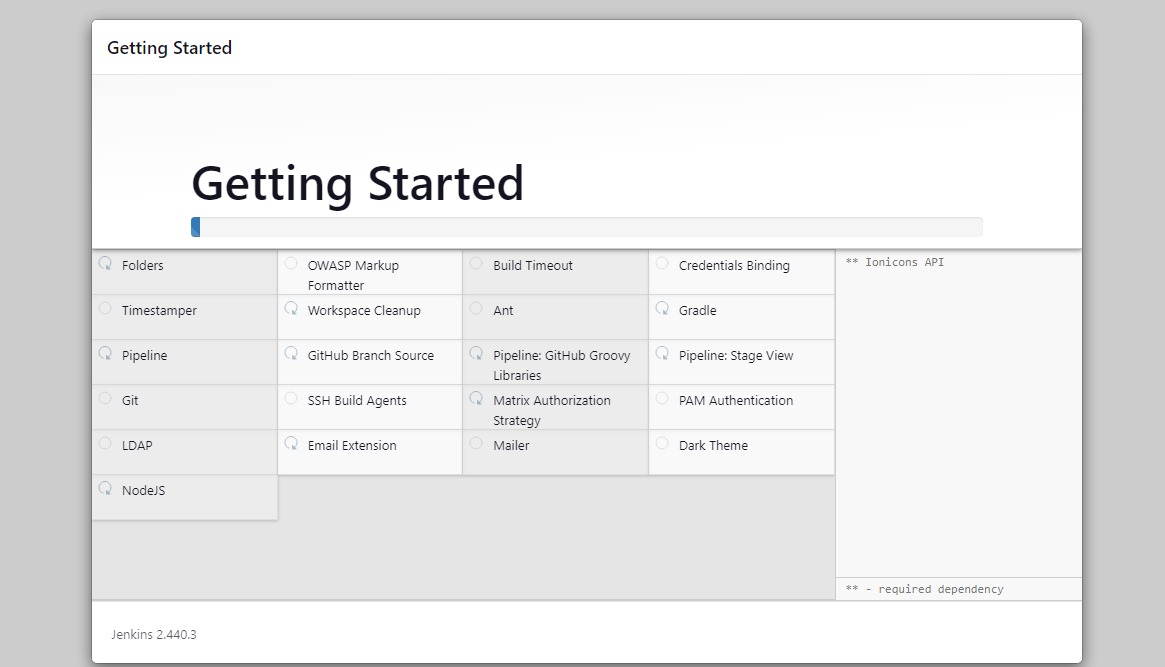 Getting Started
Getting Started
Folders
OWASP Markup
Formatter
Build Timeout
Credentials Binding
** Ionicons API
Timestamper
Workspace Cleanup
Ant
Gradle
Pipeline
GitHub Branch Source
Pipeline: GitHub Groovy
Libraries
Pipeline: Stage View
Git
SSH Build Agents
Matrix Authorization
Strategy
PAM Authentication
LDAP
Email Extension
Mailer
Dark Theme
NodeJS
** - required dependency
Jenkins 2.440.3